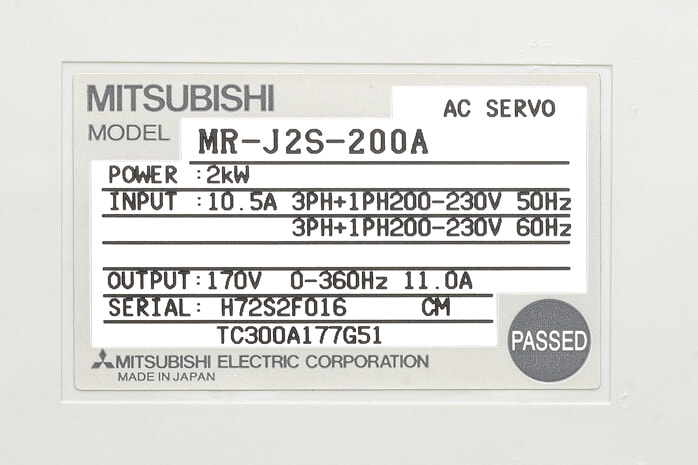 MITSUBISHI
AC SERVO
MODEL MR-J2S-200A
POWER :2kW
INPUT :10.5A 3PH+1PH200-230V 50Hz
3PH+1PH200-230V 60Hz
OUTPUT:170V 0-360Hz 11.0A
SERIAL: H72S2F016 CM
TC300A177G51
PASSED
MITSUBISHI ELECTRIC CORPORATION
MADE IN JAPAN